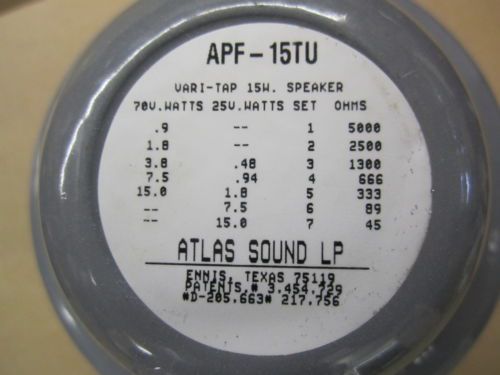 APF-15TU
VARI-TAP 15W. SPEAKER
70V.WATTS 25V.WATTS SET OHMS
.9 -- 1 5000
1.8 -- 2 2500
3.8 .48 3 1300
7.5 .94 4 666
15.0 1.8 5 333
-- 7.5 6 89
-- 15.0 7 45
ATLAS SOUND LP
ENNIS, TEXAS 75119
PATENTS,# 3.454.729
#D-205.663# 217.756